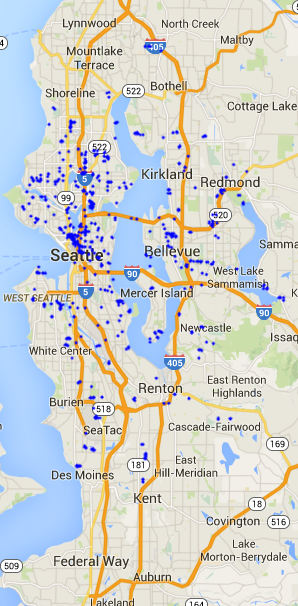 Lynnwood
North Creek
Maltby
405
Mountlake
Terrace
Bothell
Shoreline
522
Cottage Lake
522
Kirkland
5
99
Redmond
520
Seattle
Bellevue
Samma
90
West Lake
Sammamish
WEST SEATTLE
5
Mercer Island
K
90
Newcastle
Issaq
White Center
405
Renton
East Renton
Highlands
Burien
518
SeaTac
Cascade-Fairwood
169
East
Hill-Meridian
181
Des Moines
Kent
18
Covington
516
Lake
Morton-Berrydale
509
Federal Way
Auburn
Lakeland
164